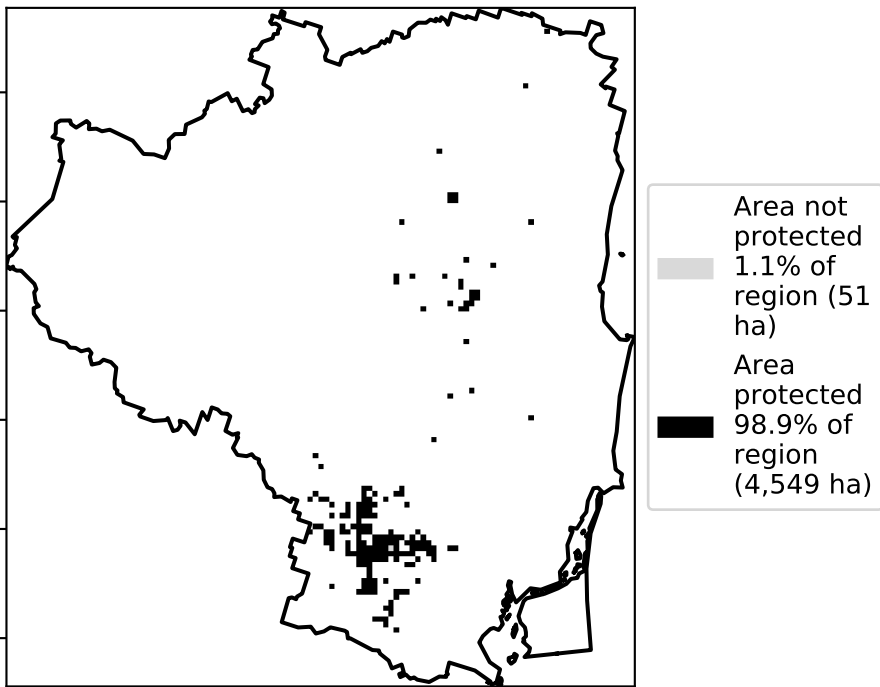 Area not
protected
1.1% of
region (51
ha)
Area
protected
98.9% of
region
(4,549 ha)